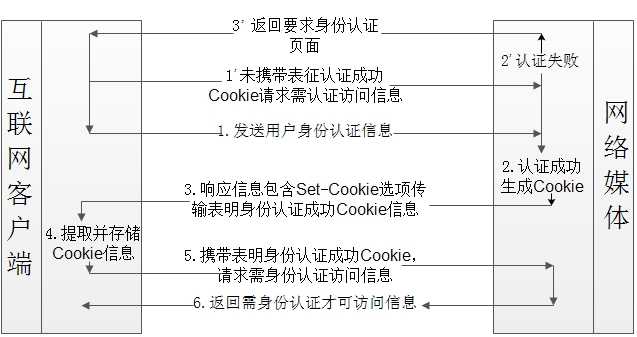 互联网客户端
3' 返回要求身份认证
页面
2'认证失败
1'未携带表征认证成功
Cookie请求需认证访问信息
1.发送用户身份认证信息
2.认证成功
生成Cookie
3.响应信息包含Set-Cookie选项传
输表明身份认证成功Cookie信息
4.提取并存储
Cookie信息
5.携带表明身份认证成功Cookie,
请求需身份认证访问信息
6.返回需身份认证才可访问信息
网络媒体